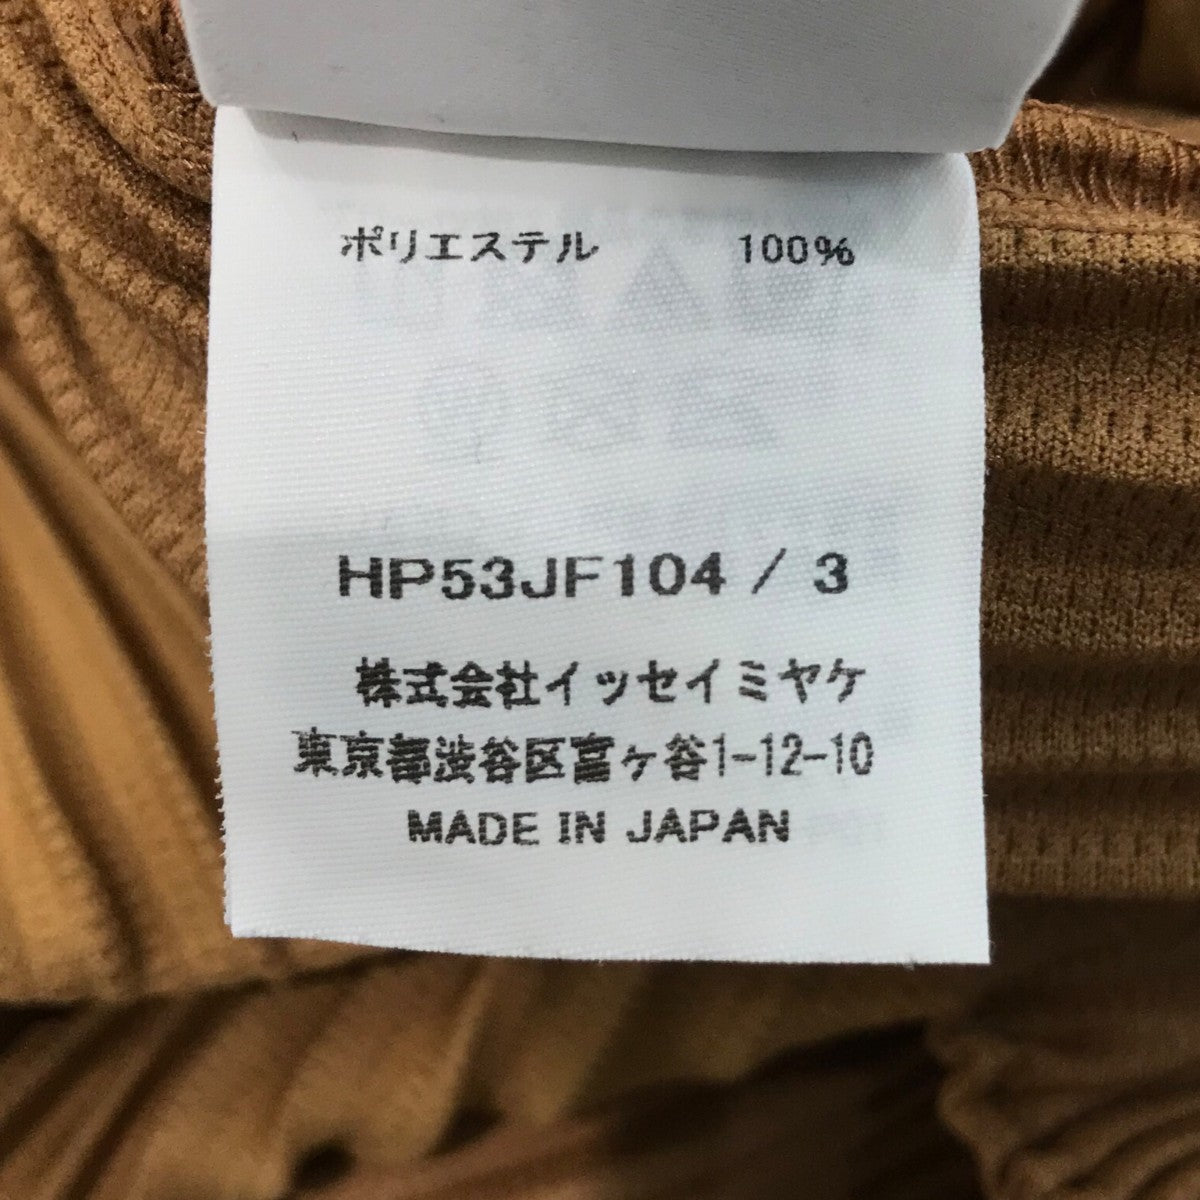 ポリエステル 100%
HP53JF104 / 3
株式会社イッセイミヤケ
東京都渋谷区富ヶ谷1-12-10
MADE IN JAPAN